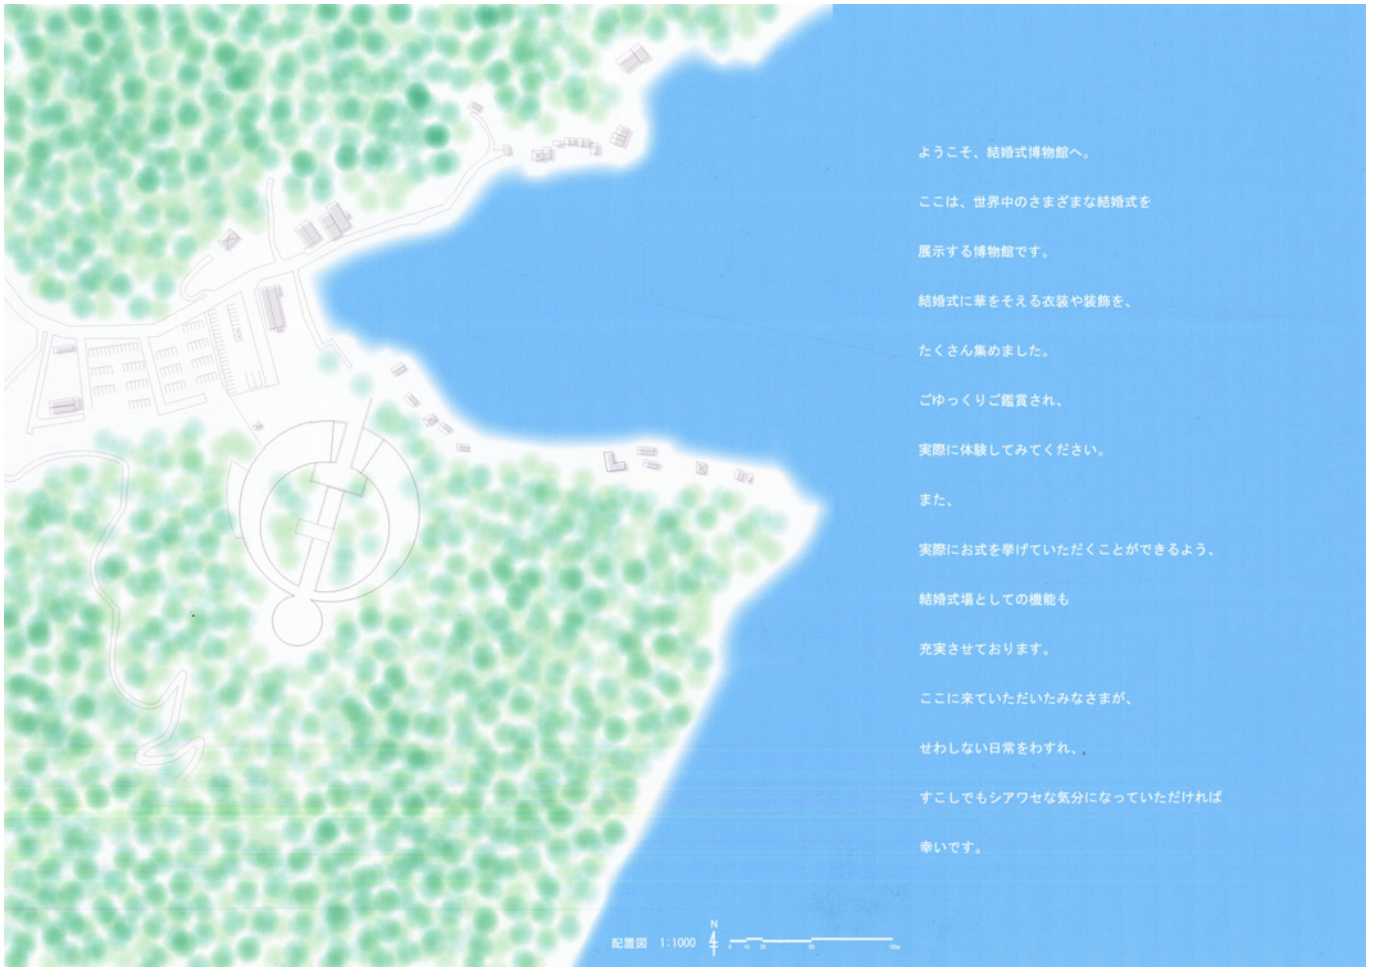 ようこそ、結婚式博物館へ。
ここは、世界中のさまざまな結婚式を
展示する博物館です。
結婚式に華をそえる衣装や装飾を、
たくさん集めました。
ごゆっくりご鑑賞され、
実際に体験してみてください。
また、
実際にお式を挙げていただくことができるよう、
結婚式場としての機能も
充実させております。
ここに来ていただいたみなさまが、
せわしない日常をわすれ、
すこしでもシアワセな気分になっていただければ
幸いです。
N
配置図 1:1000